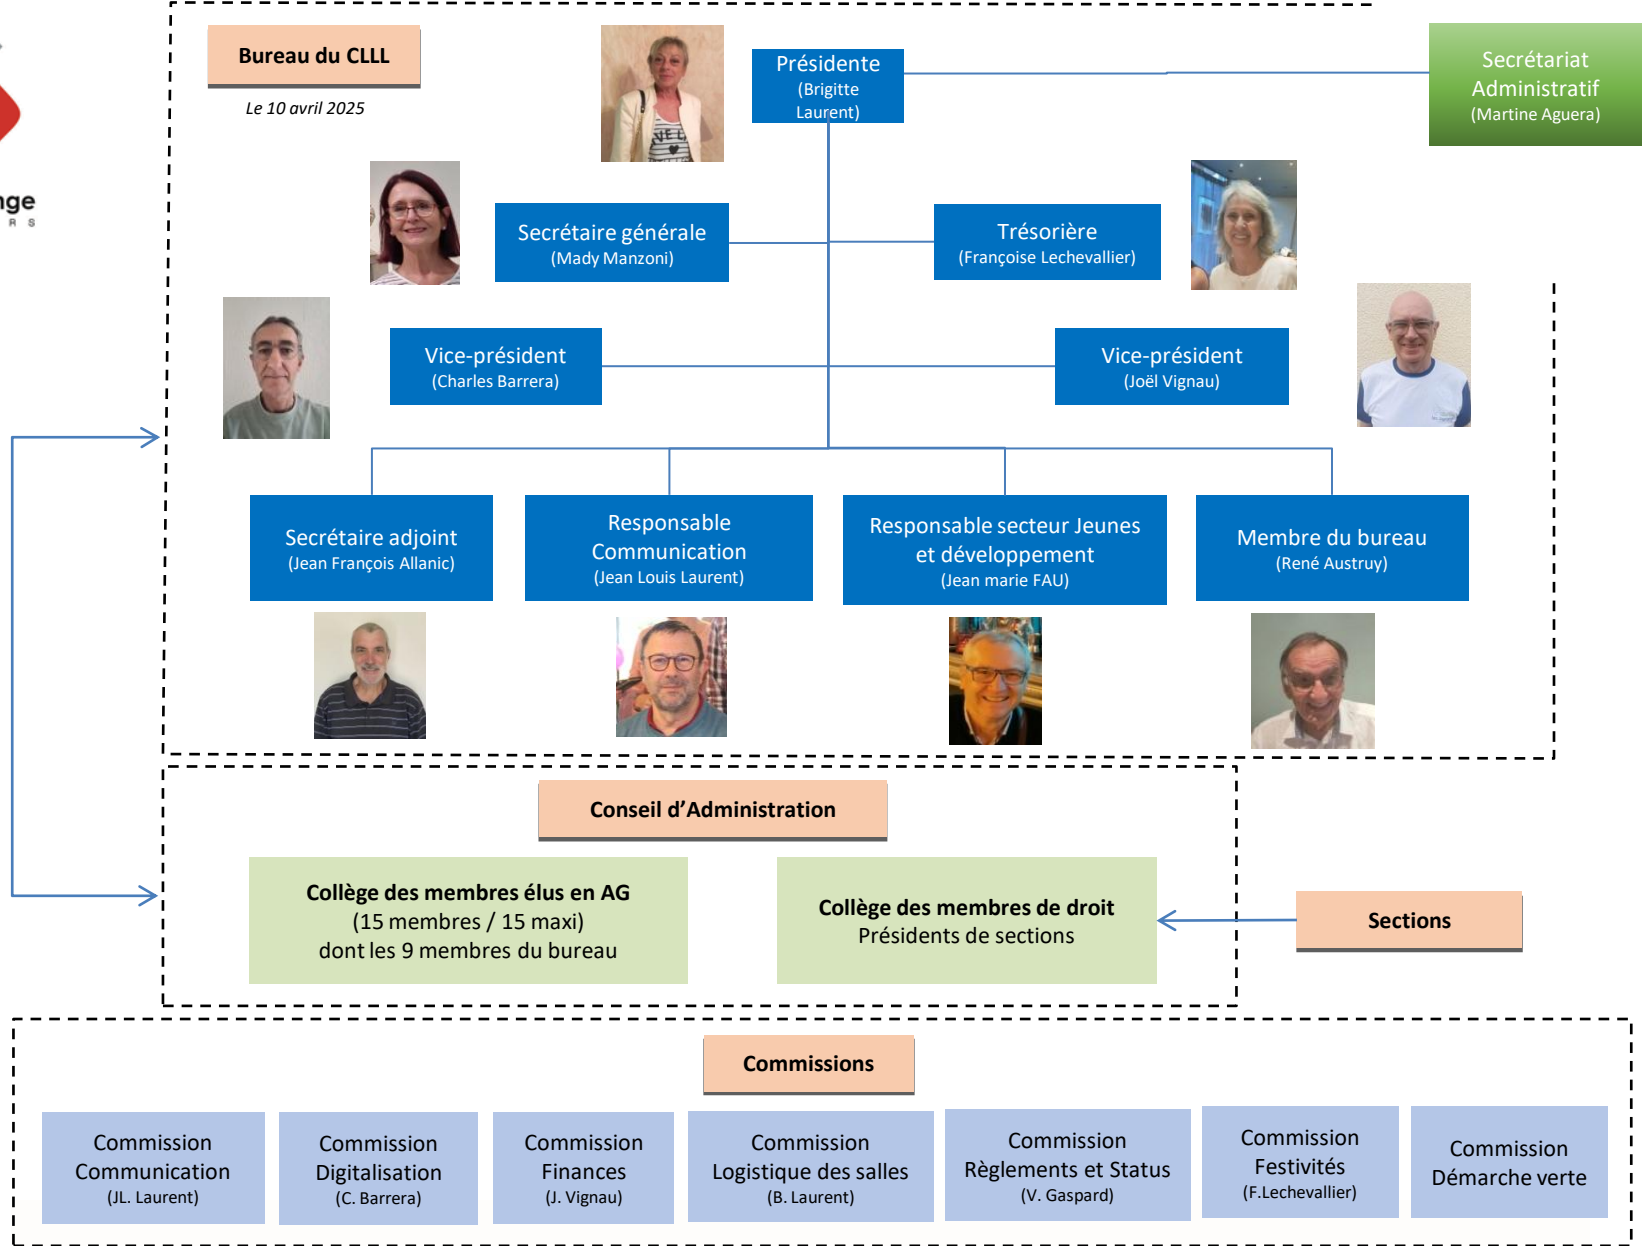 Bureau du CLLL
Le 10 avril 2025
Présidente
(Brigitte
Laurent)
Secrétariat
Administratif
(Martine Aguera)
Secrétaire générale
(Mady Manzoni)
Trésorière
(Françoise Lechevallier)
Vice-président
(Charles Barrera)
Vice-président
(Joël Vignau)
Secrétaire adjoint
(Jean François Allanic)
Responsable
Communication
(Jean Louis Laurent)
Responsable secteur Jeunes
et développement
(Jean marie FAU)
Membre du bureau
(René Austruy)
Conseil d’Administration
Collège des membres élus en AG
(15 membres / 15 maxi)
dont les 9 membres du bureau
Collège des membres de droit
Présidents de sections
Sections
Commissions
Commission
Communication
(JL. Laurent)
Commission
Digitalisation
(C. Barrera)
Commission
Finances
(J. Vignau)
Commission
Logistique des salles
(B. Laurent)
Commission
Règlements et Status
(V. Gaspard)
Commission
Festivités
(F.Lechevallier)
Commission
Démarche verte